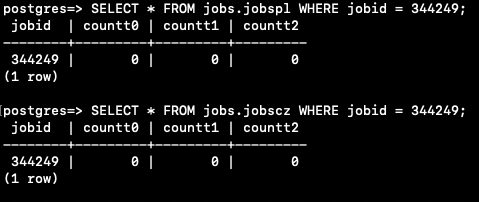 postgres=> SELECT * FROM jobs.jobspl WHERE jobid = 344249;
 jobid  | countt0 | countt1 | countt2
--------+---------+---------+---------
 344249 |       0 |       0 |       0
(1 row)

postgres=> SELECT * FROM jobs.jobscz WHERE jobid = 344249;
 jobid  | countt0 | countt1 | countt2
--------+---------+---------+---------
 344249 |       0 |       0 |       0
(1 row)